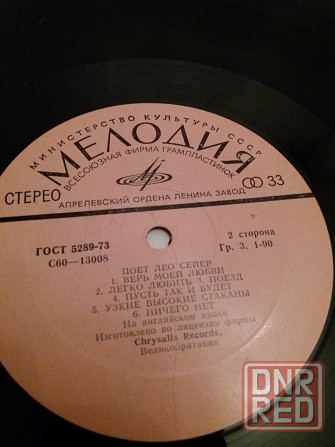 МИНИСТЕРСТВО КУЛЬТУРЫ СССР
МЕЛОДИЯ
ВСЕСОЮЗНАЯ ФИРМА ГРАМПЛАСТИНОК
СТЕРЕО
33
АПРЕЛЕВСКИЙ ОРДЕНА ЛЕНИНА ЗАВОД
ГОСТ 5289-73
С60—13008
2 сторона
Гр. 3. 1-90
ПОЕТ ЛЕО СЕЙЕР
1. ВЕРЬ МОЕЙ ЛЮБВИ
2. ЛЕГКО ЛЮБИТЬ 3. ПОЕЗД
4. ПУСТЬ ТАК И БУДЕТ
5. УЗКИЕ ВЫСОКИЕ СТАКАНЫ
6. НИЧЕГО НЕТ
На английском языке
Изготовлено по лицензии фирмы
Chrysalis Records,
Великобритания
DNR
RED